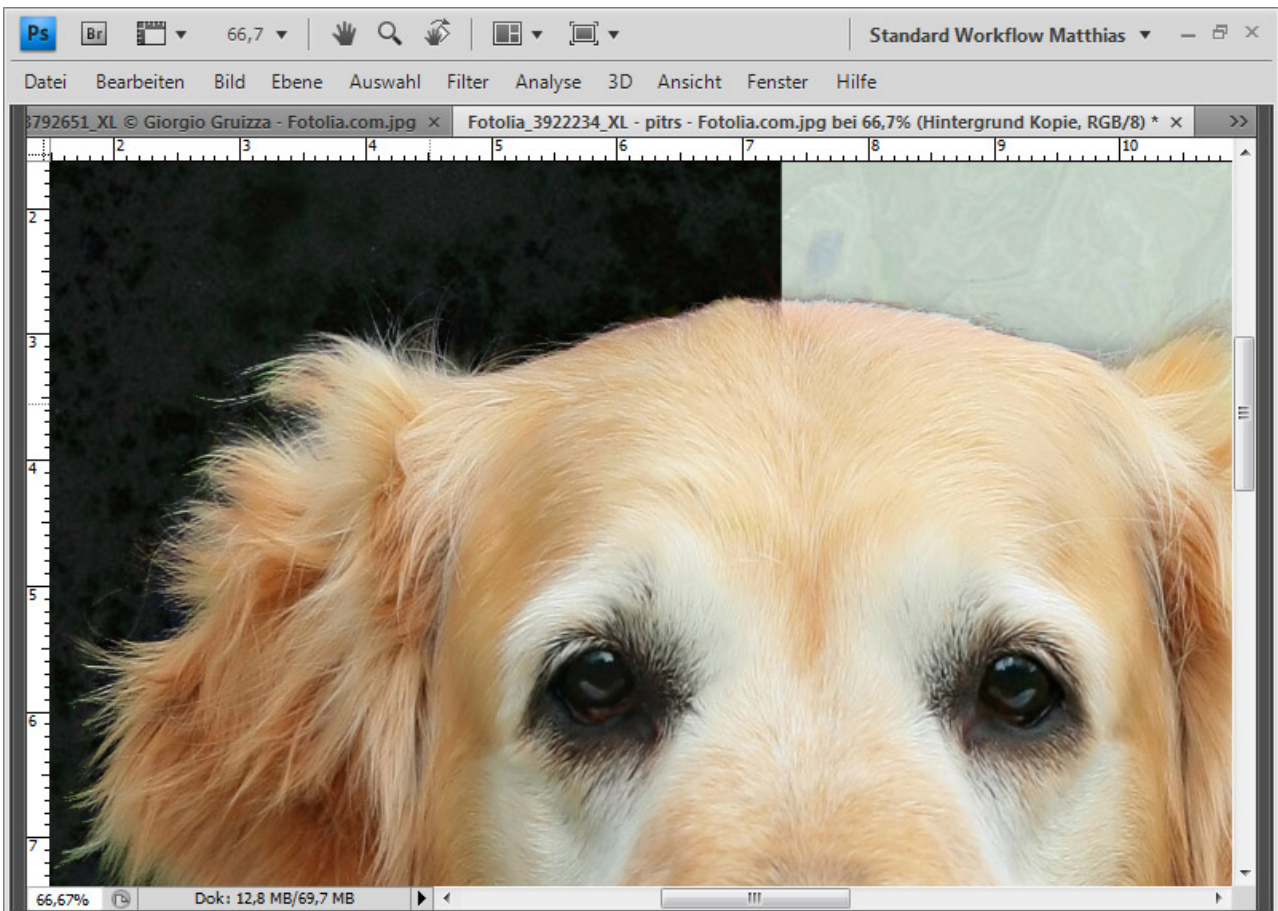 Ps Br 66,7 Standard Workflow Matthias
Datei Bearbeiten Bild Ebene Auswahl Filter Analyse 3D Ansicht Fenster Hilfe
3792651_XL © Giorgio Gruizza - Fotolia.com.jpg × Fotolia_3922234_XL - pitrs - Fotolia.com.jpg bei 66,7% (Hintergrund Kopie, RGB/8) * ×
2 3 4 5 6 7 8 9 10
2
3
4
5
6
7
66,67% Dok: 12,8 MB/69,7 MB